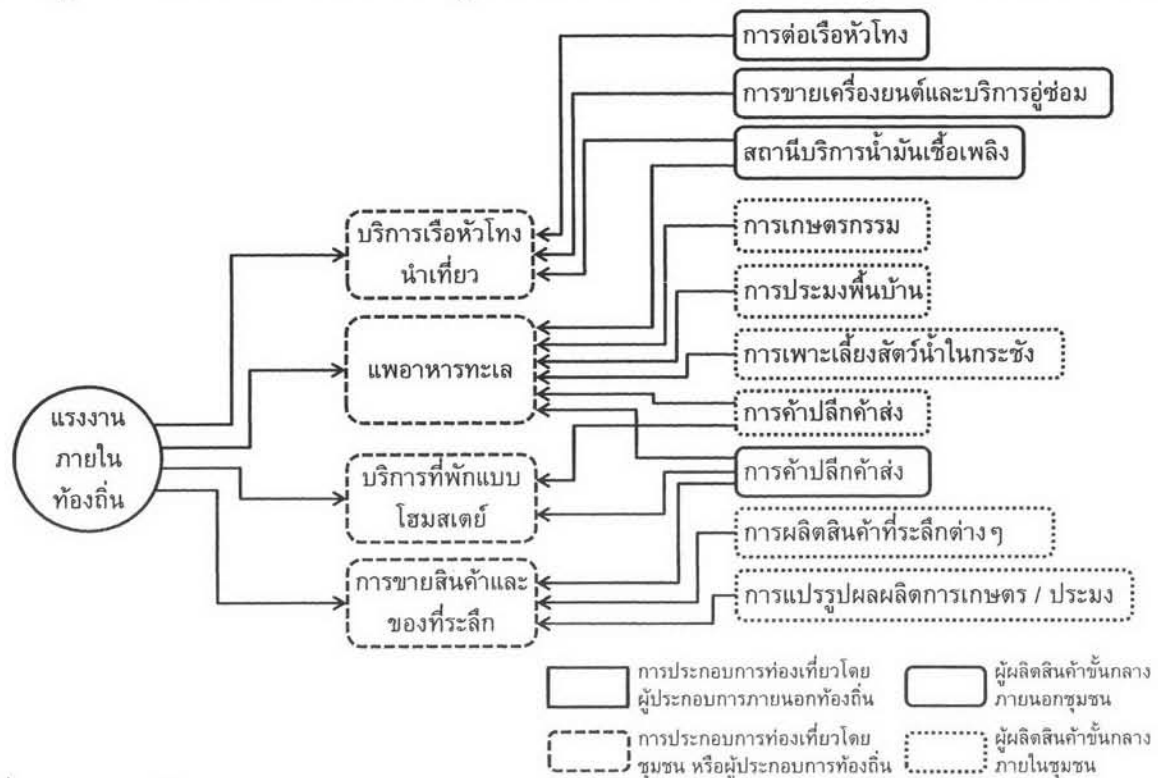 การต่อเรือหัวโทง
การขายเครื่องยนต์และบริการอู่ซ่อม
สถานีบริการน้ำมันเชื้อเพลิง
บริการเรือหัวโทง
นำเที่ยว
การเกษตรกรรม
การประมงพื้นบ้าน
แพอาหารทะเล
การเพาะเลี้ยงสัตว์น้ำในกระชัง
การค้าปลีกค้าส่ง
แรงงาน
ภายใน
ท้องถิ่น
บริการที่พักแบบ
โฮมสเตย์
การค้าปลีกค้าส่ง
การผลิตสินค้าที่ระลึกต่างๆ
การขายสินค้าและ
ของที่ระลึก
การแปรรูปผลผลิตการเกษตร / ประมง
การประกอบการท่องเที่ยวโดย
ผู้ประกอบการภายนอกท้องถิ่น
ผู้ผลิตสินค้าขั้นกลาง
ภายนอกชุมชน
การประกอบการท่องเที่ยวโดย
ชุมชน หรือผู้ประกอบการท้องถิ่น
ผู้ผลิตสินค้าขั้นกลาง
ภายในชุมชน